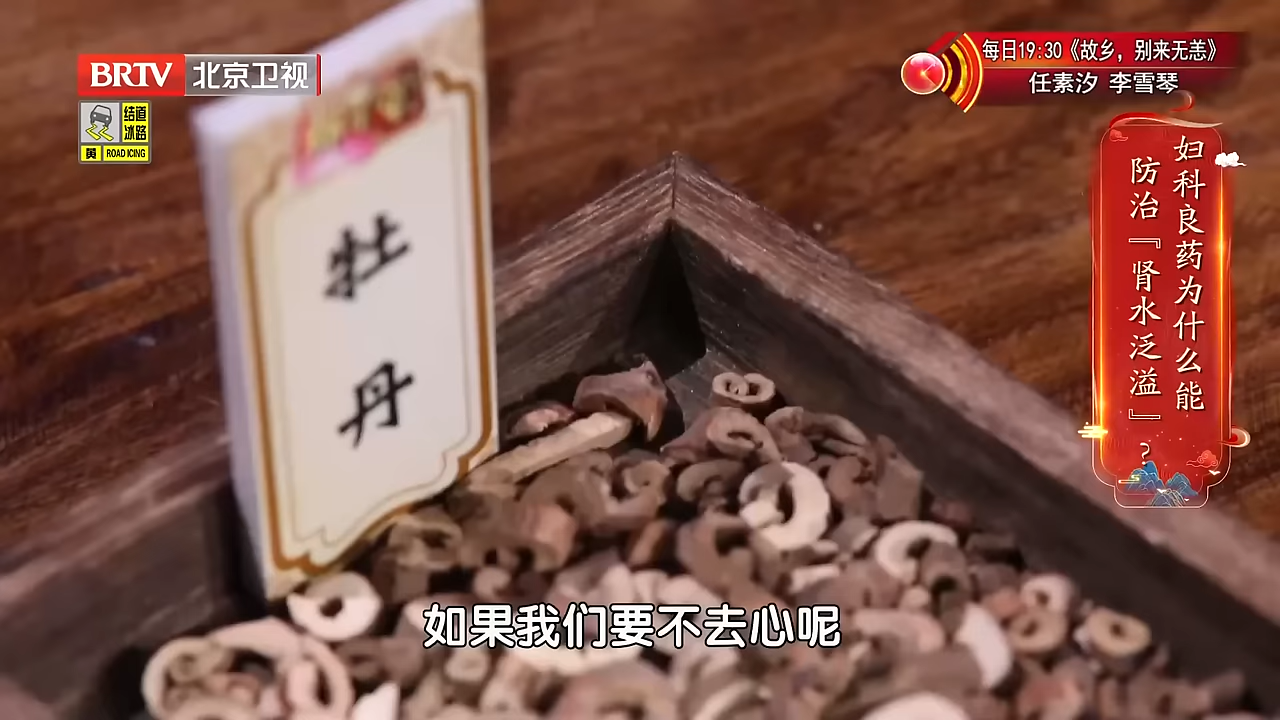 BRTV 北京卫视
结道
冰路
黄 ROAD ICING
每日19:30《故乡，别来无恙》
任素汐 李雪琴
妇科良药为什么能
防治『肾水泛溢』?
牡丹
如果我们要不去心呢